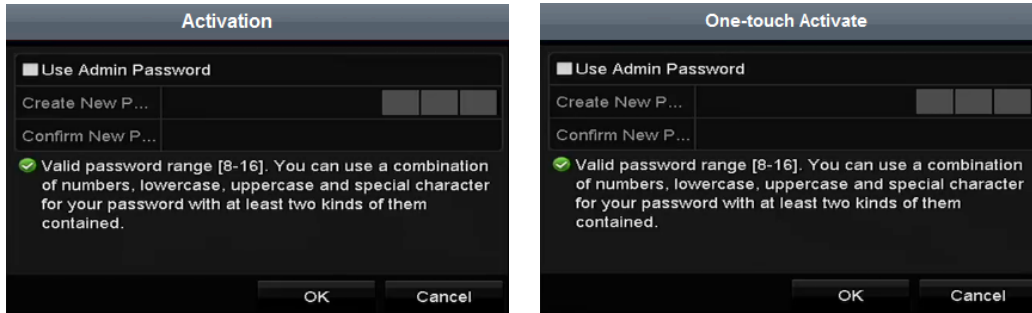 Activation
Use Admin Password
Create New P...
Confirm New P...
Valid password range [8-16]. You can use a combination
of numbers, lowercase, uppercase and special character
for your password with at least two kinds of them
contained.
OK Cancel
One-touch Activate
Use Admin Password
Create New P...
Confirm New P...
Valid password range [8-16]. You can use a combination
of numbers, lowercase, uppercase and special character
for your password with at least two kinds of them
contained.
OK Cancel